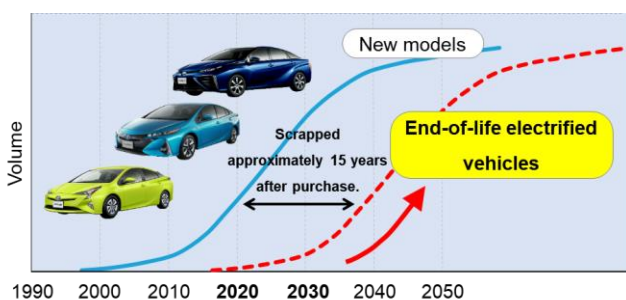 New models
Scrapped
approximately 15 years
after purchase.
End-of-life electrified
vehicles
Volume
1990 2000 2010 2020 2030 2040 2050